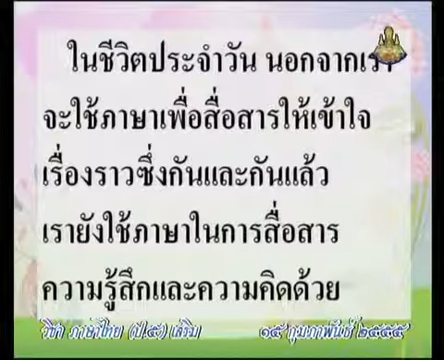 ในชีวิตประจำวัน นอกจากเรา
จะใช้ภาษาเพื่อสื่อสารให้เข้าใจ
เรื่องราวซึ่งกันและกันแล้ว
เรายังใช้ภาษาในการสื่อสาร
ความรู้สึกและความคิดด้วย
วิชา ภาษาไทย (ป.๕) เสริม ๑๕ กุมภาพันธ์ ๒๕๕๕